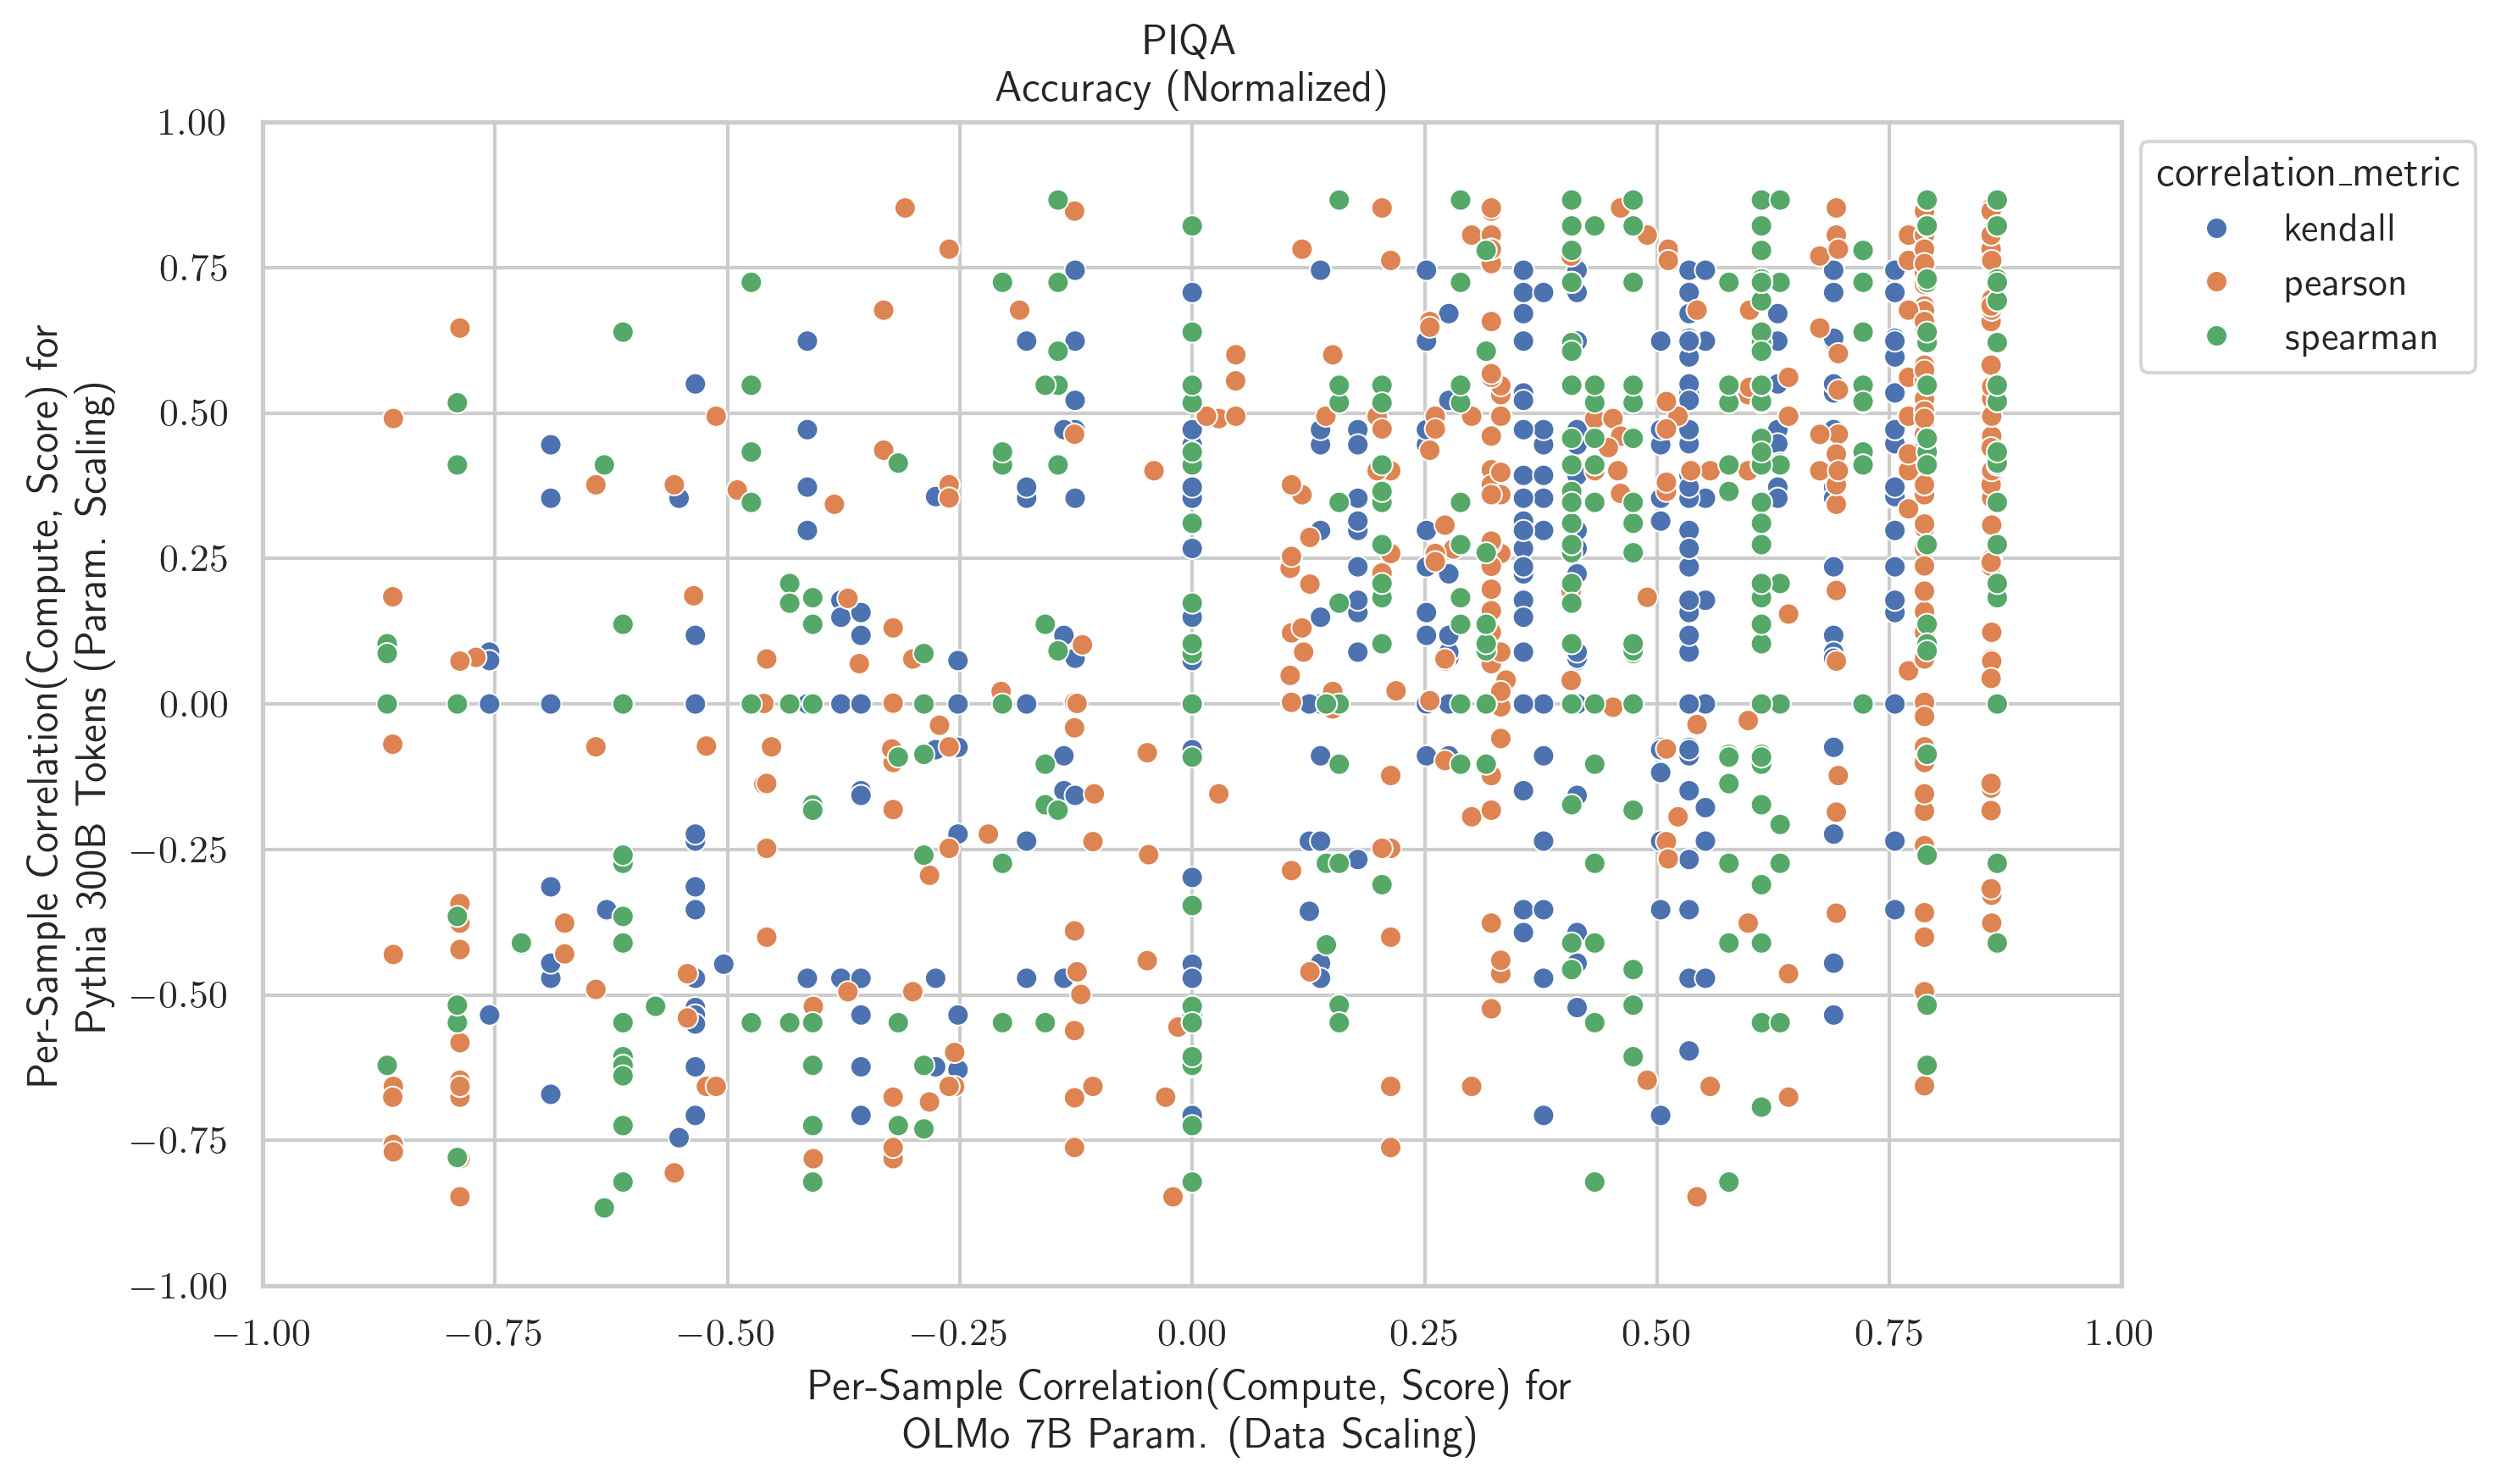 PIQA
Accuracy (Normalized)
1.00
0.75
0.50
0.25
0.00
−0.25
−0.50
−0.75
−1.00
Per-Sample Correlation(Compute, Score) for
Pythia 300B Tokens (Param. Scaling)
−1.00 −0.75 −0.50 −0.25 0.00 0.25 0.50 0.75 1.00
Per-Sample Correlation(Compute, Score) for
OLMo 7B Param. (Data Scaling)
correlation_metric
kendall
pearson
spearman